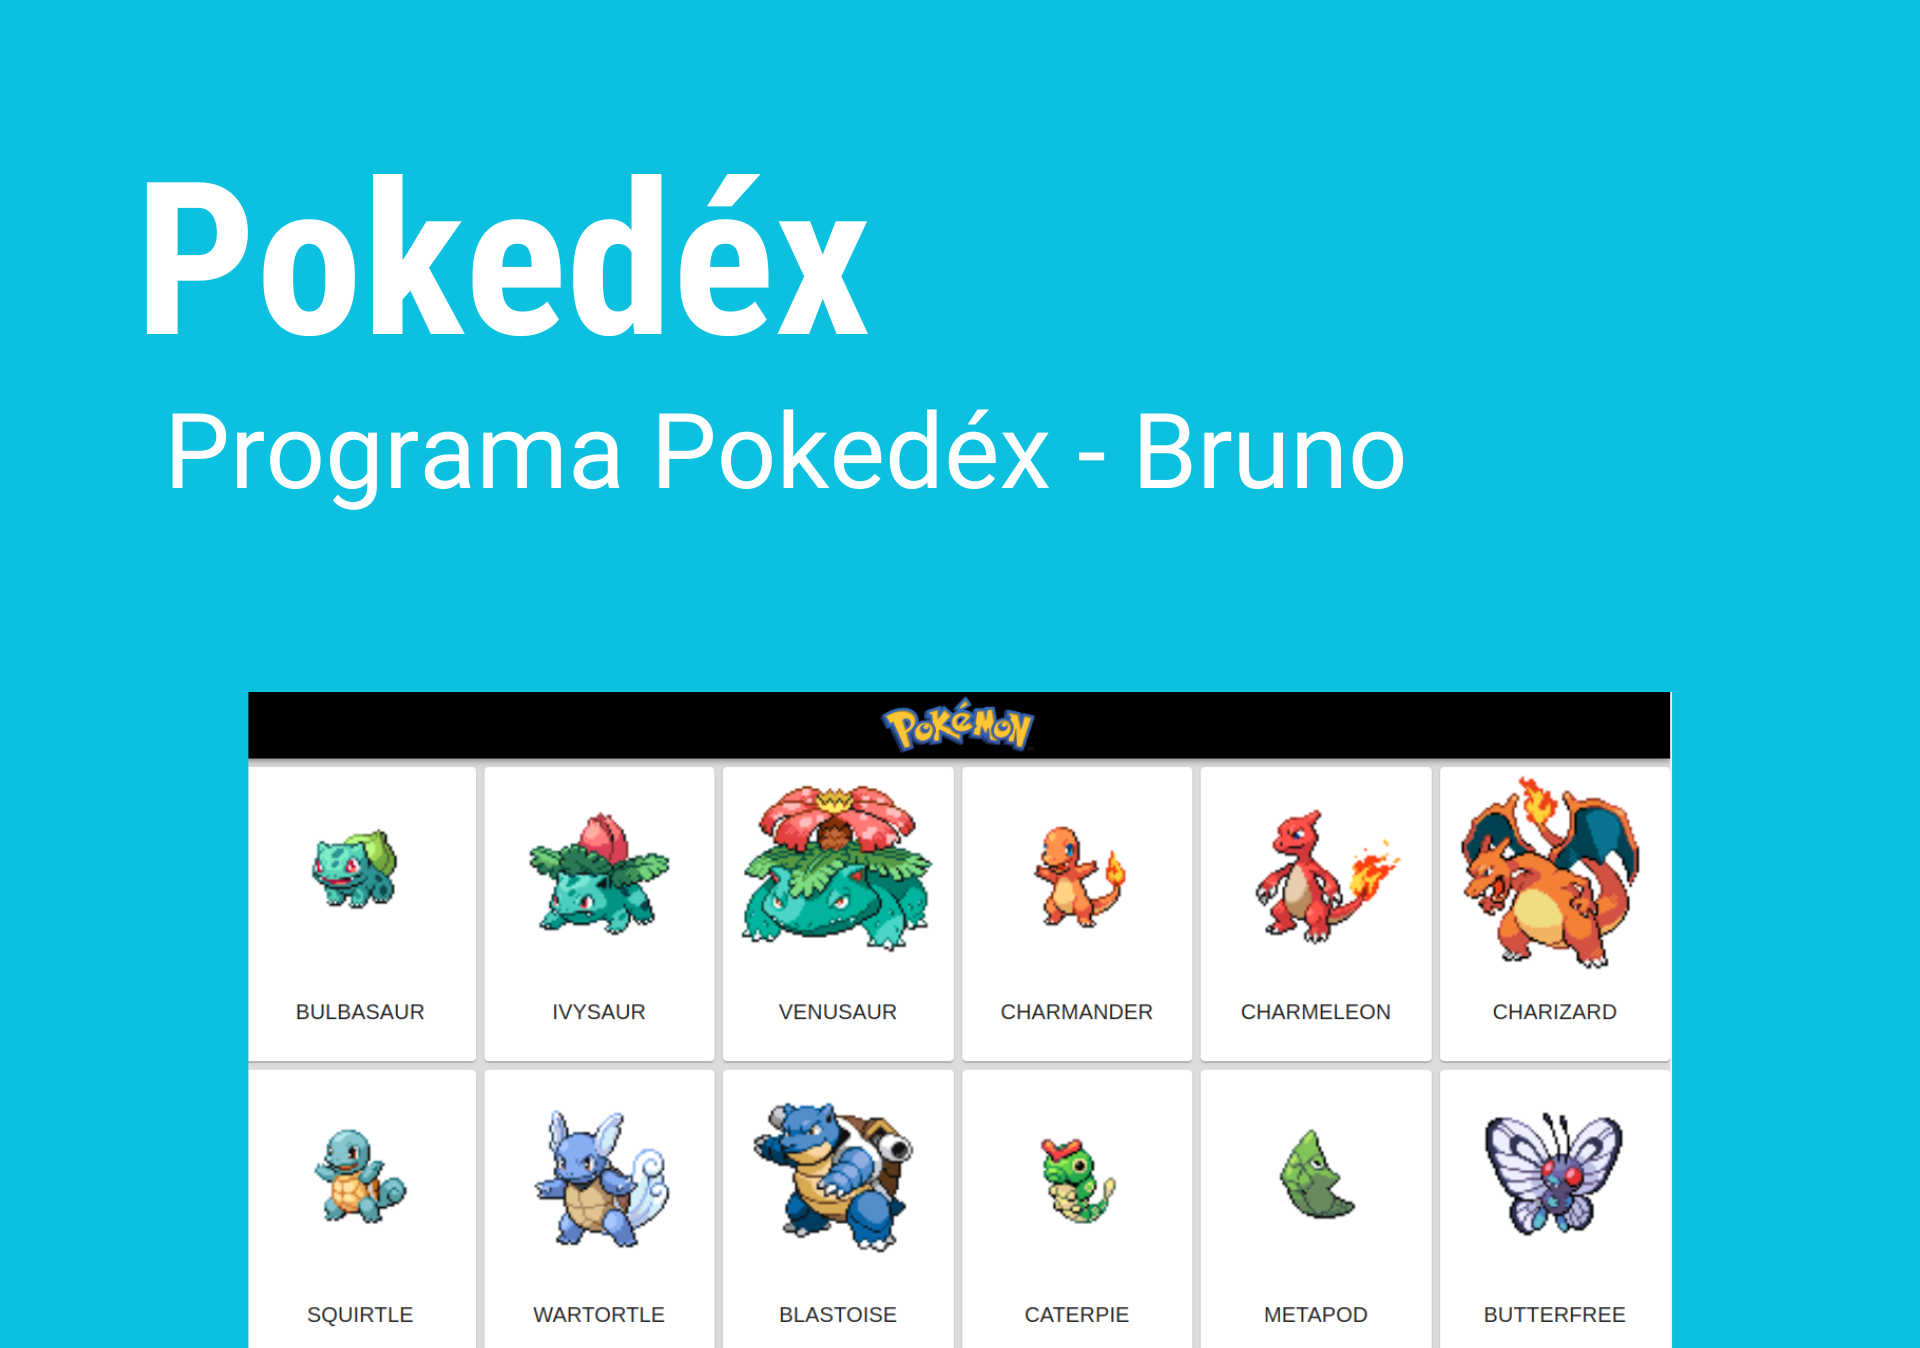 Pokedéx
Programa Pokedéx - Bruno
POKéMON
BULBASAUR IVYSAUR VENUSAUR CHARMANDER CHARMELEON CHARIZARD
SQUIRTLE WARTORTLE BLASTOISE CATERPIE METAPOD BUTTERFREE